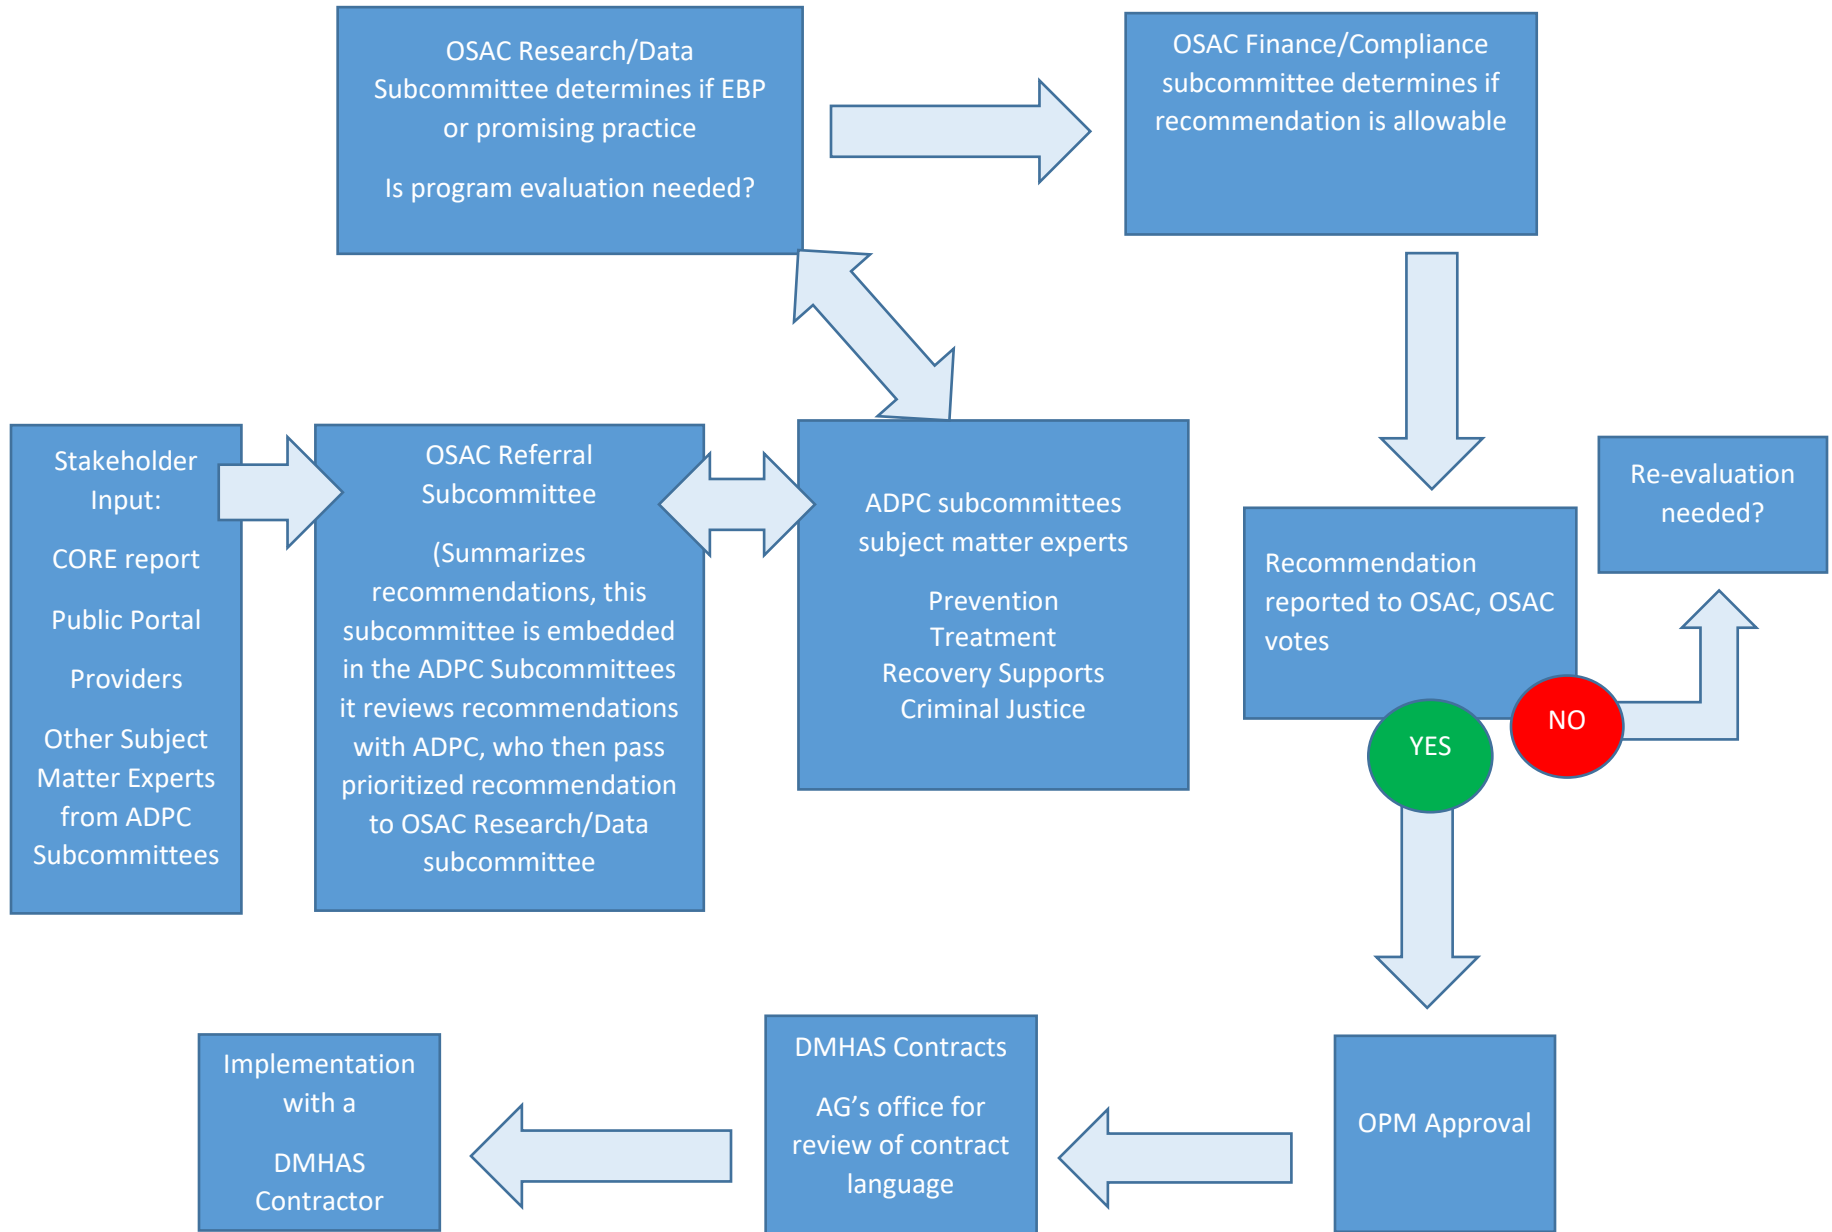 OSAC Research/Data
Subcommittee determines if EBP
or promising practice
Is program evaluation needed?
OSAC Finance/Compliance
subcommittee determines if
recommendation is allowable
Stakeholder
Input:
CORE report
Public Portal
Providers
Other Subject
Matter Experts
from ADPC
Subcommittees
OSAC Referral
Subcommittee
(Summarizes
recommendations, this
subcommittee is embedded
in the ADPC Subcommittees
it reviews recommendations
with ADPC, who then pass
prioritized recommendation
to OSAC Research/Data
subcommittee
ADPC subcommittees
subject matter experts
Prevention
Treatment
Recovery Supports
Criminal Justice
Recommendation
reported to OSAC, OSAC
votes
Re-evaluation
needed?
YES
NO
OPM Approval
DMHAS Contracts
AG’s office for
review of contract
language
Implementation
with a
DMHAS
Contractor